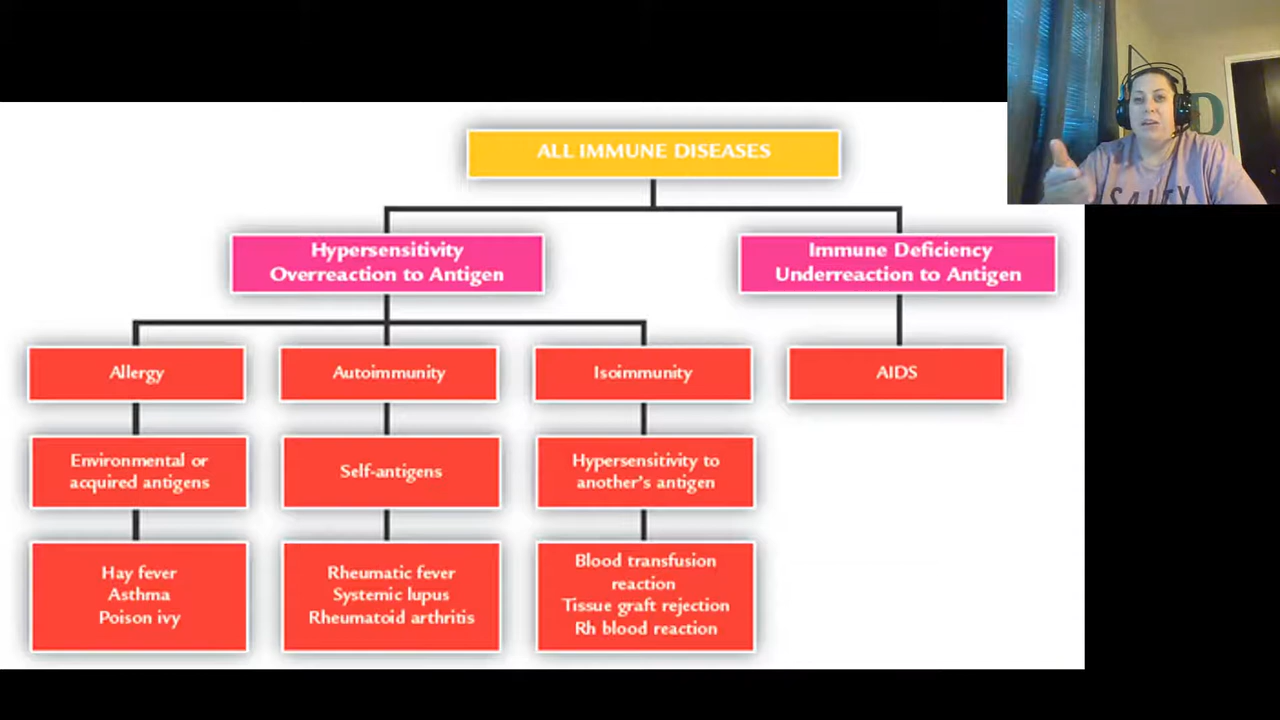 ALL IMMUNE DISEASES
Hypersensitivity
Overreaction to Antigen
Immune Deficiency
Underreaction to Antigen
Allergy
Autoimmunity
Isoimmunity
AIDS
Environmental or
acquired antigens
Self-antigens
Hypersensitivity to
another's antigen
Hay fever
Asthma
Poison ivy
Rheumatic fever
Systemic lupus
Rheumatoid arthritis
Blood transfusion
reaction
Tissue graft rejection
Rh blood reaction
D